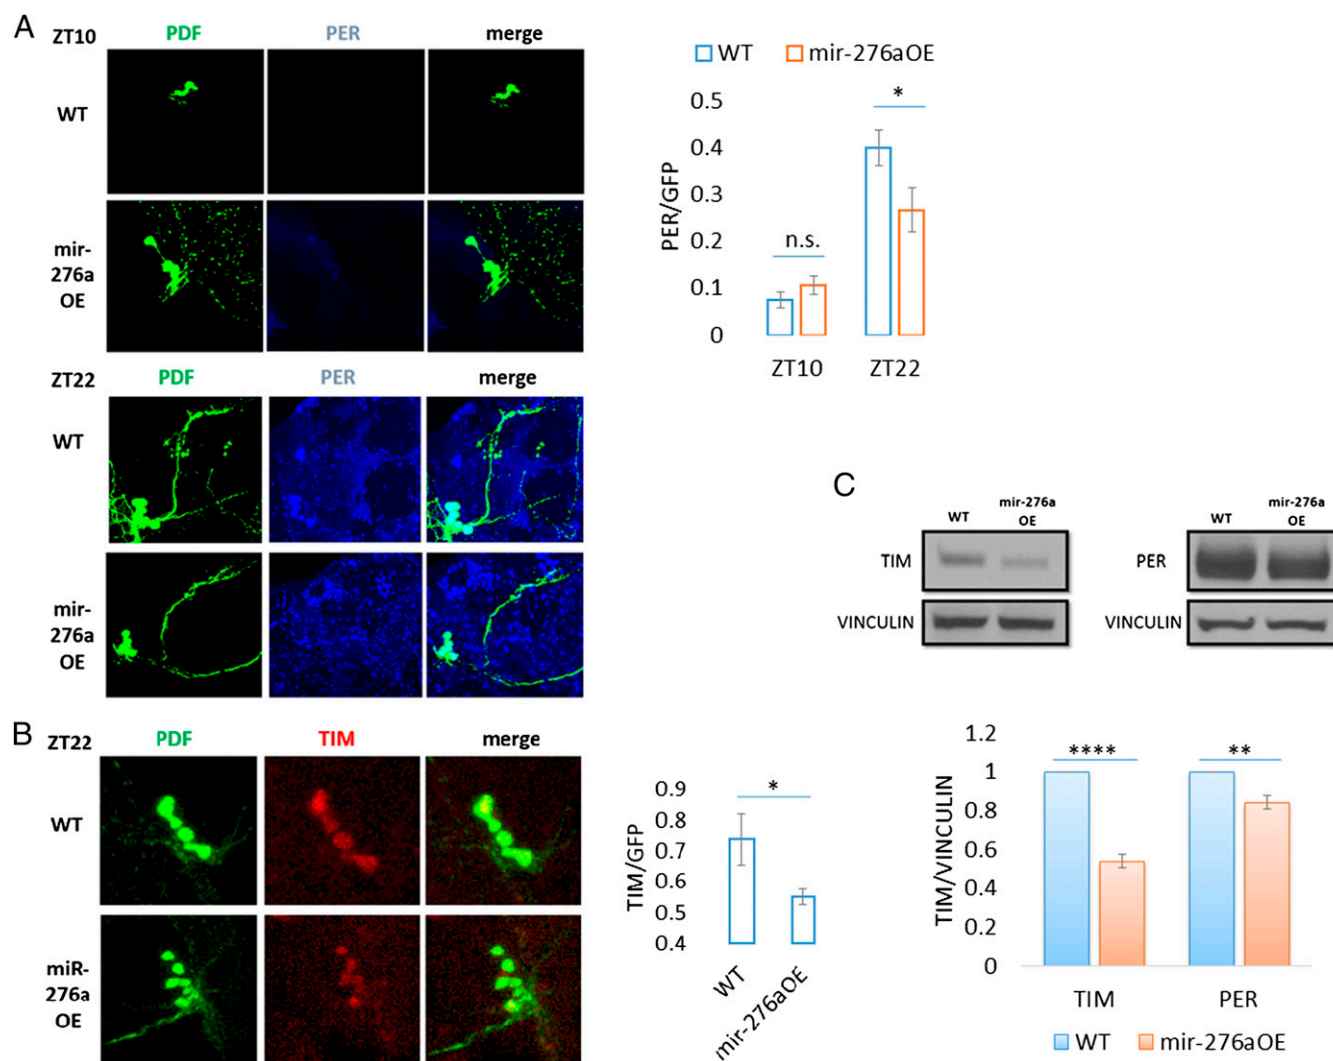 A
ZT10 PDF PER merge
WT
mir-
276a
OE
ZT22 PDF PER merge
WT
mir-
276a
OE
WT mir-276aOE
PER/GFP
0.5
0.4
0.3
0.2
0.1
0
n.s.
*
ZT10 ZT22
B
ZT22 PDF TIM merge
WT
miR-
276a
OE
TIM/GFP
0.9
0.8
0.7
0.6
0.5
0.4
*
WT
mir-276aOE
C
WT mir-276a
OE
TIM
VINCULIN
WT mir-276a
OE
PER
VINCULIN
TIM/VINCULIN
1.2
1
0.8
0.6
0.4
0.2
0
****
**
TIM PER
WT mir-276aOE